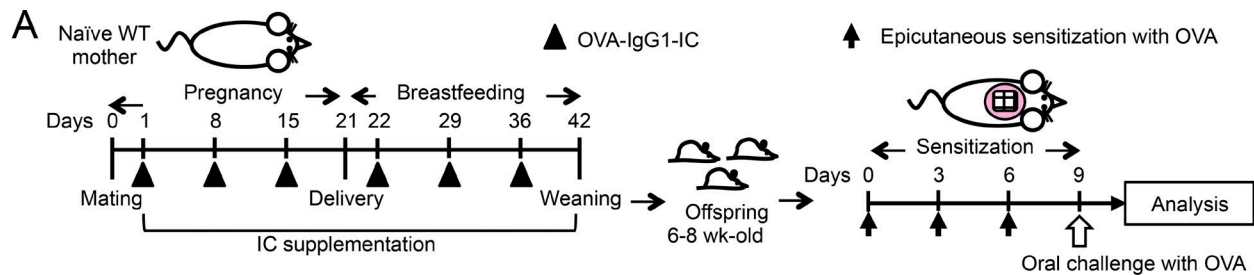 A
Naïve WT
mother
OVA-IgG1-IC
Epicutaneous sensitization with OVA
Pregnancy
Breastfeeding
Days 0 1 8 15 21 22 29 36 42
Mating
Delivery
Weaning
IC supplementation
Offspring
6-8 wk-old
Sensitization
Days 0 3 6 9
Analysis
Oral challenge with OVA